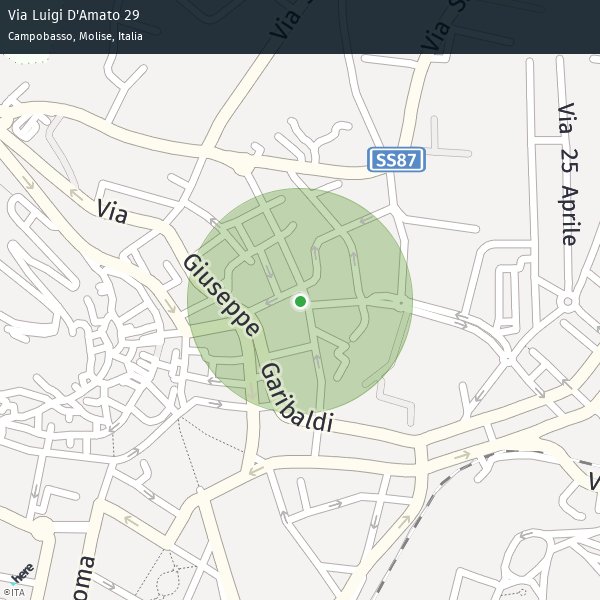 Via Luigi D'Amato 29
Campobasso, Molise, Italia
Via S
Via S
Via 25 Aprile
SS87
Via
Giuseppe
Garibaldi
V
oma
here
©ITA